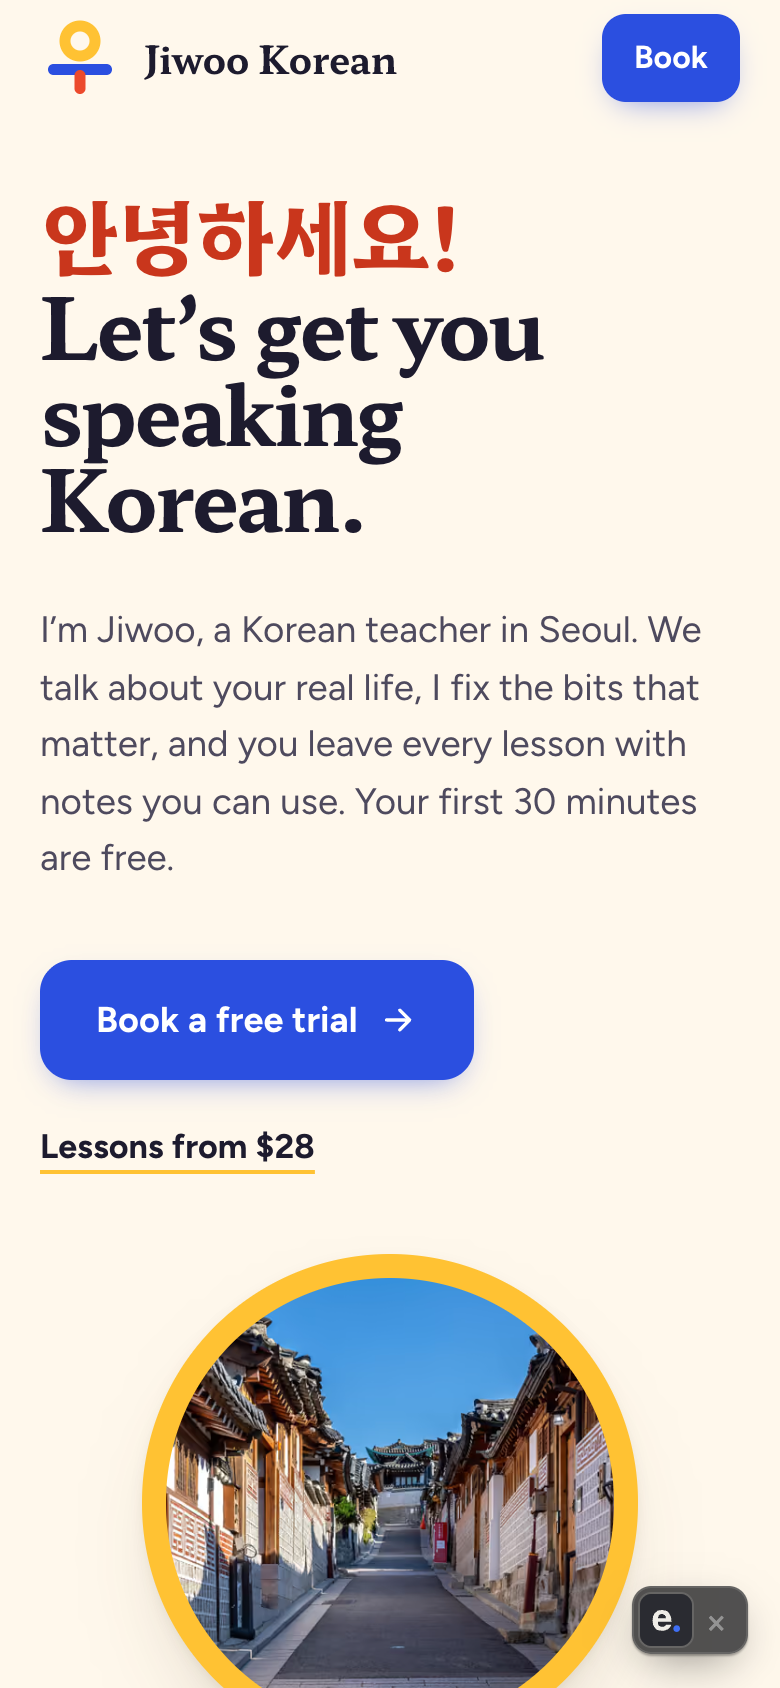 Jiwoo Korean
Book
안녕하세요!
Let’s get you
speaking
Korean.
I’m Jiwoo, a Korean teacher in Seoul. We
talk about your real life, I fix the bits that
matter, and you leave every lesson with
notes you can use. Your first 30 minutes
are free.
Book a free trial →
Lessons from $28
e. ×